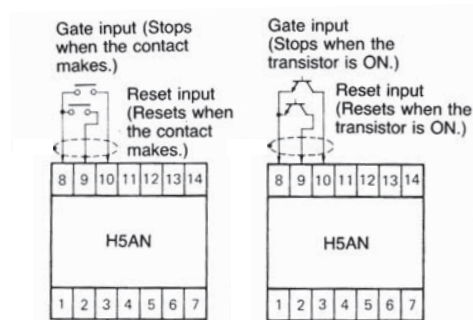 Gate input (Stops
when the contact
makes.)
Reset input
(Resets when
the contact
makes.)
8 9 10 11 12 13 14
H5AN
1 2 3 4 5 6 7
Gate input
(Stops when the
transistor is ON.)
Reset input
(Resets when the
transistor is ON.)
8 9 10 11 12 13 14
H5AN
1 2 3 4 5 6 7